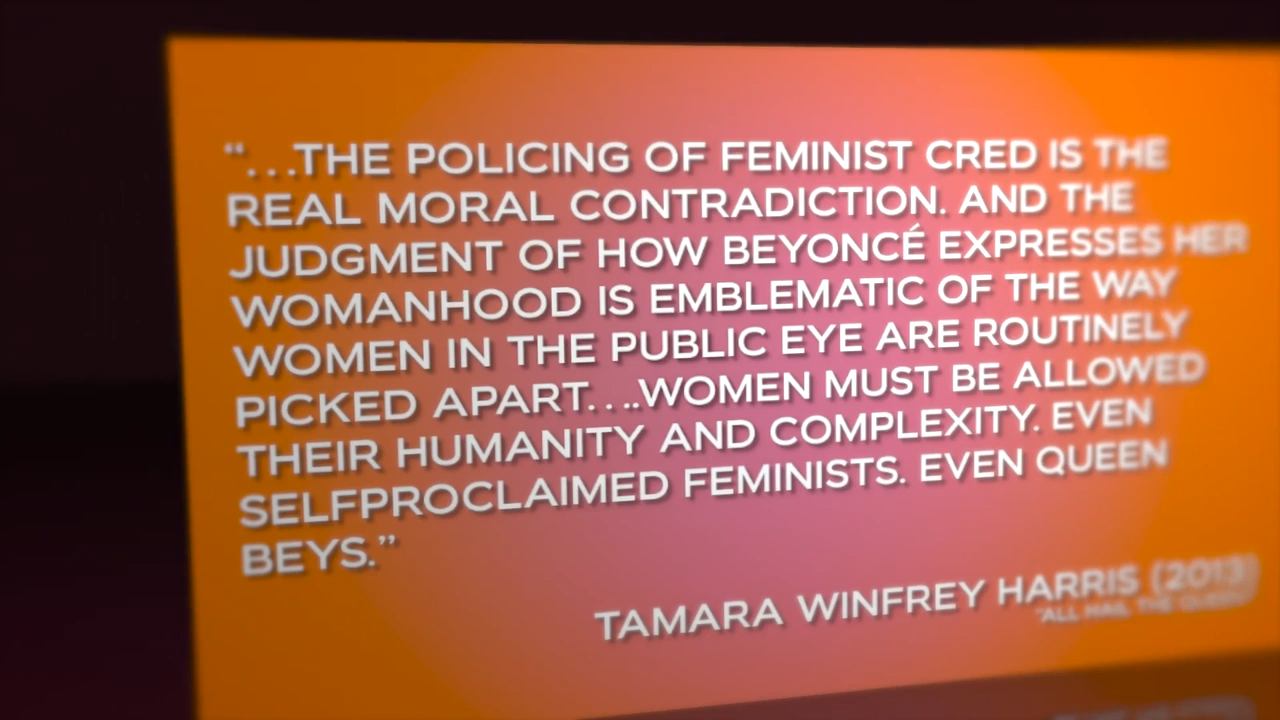 “...THE POLICING OF FEMINIST CRED IS THE
REAL MORAL CONTRADICTION. AND THE
JUDGMENT OF HOW BEYONCÉ EXPRESSES HER
WOMANHOOD IS EMBLEMATIC OF THE WAY
WOMEN IN THE PUBLIC EYE ARE ROUTINELY
PICKED APART....WOMEN MUST BE ALLOWED
THEIR HUMANITY AND COMPLEXITY. EVEN
SELFPROCLAIMED FEMINISTS. EVEN QUEEN
BEYS.”
TAMARA WINFREY HARRIS (2013)
“ALL HAIL THE QUEEN?”